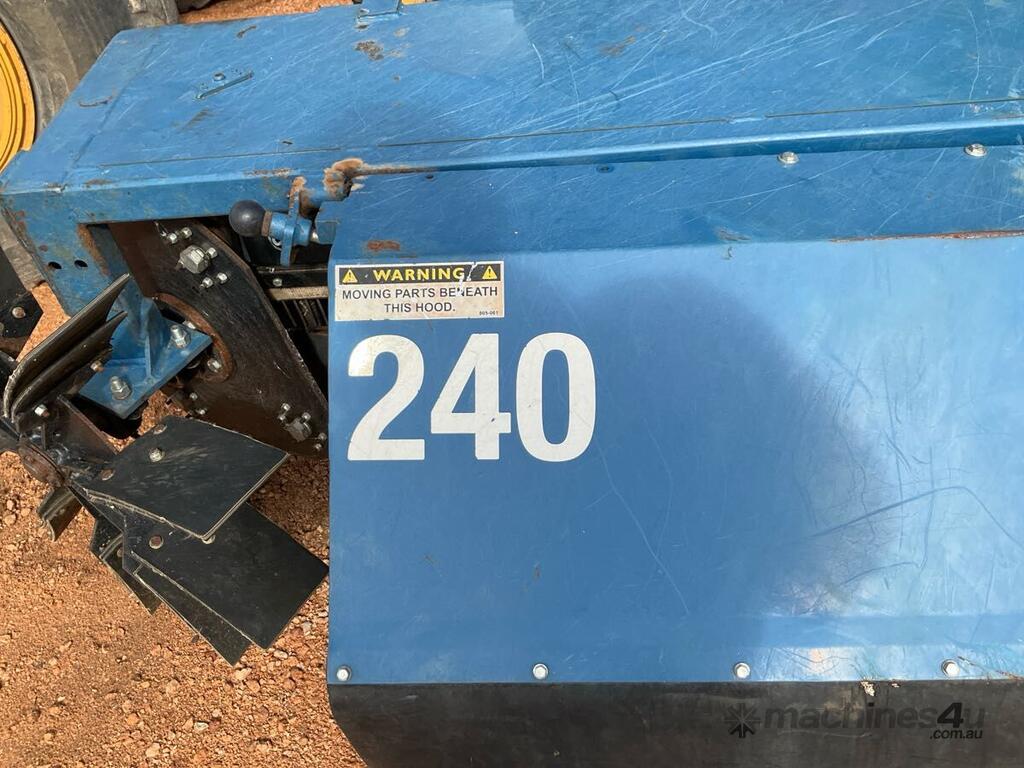 WARNING
MOVING PARTS BENEATH
THIS HOOD.
240
machines4u
.com.au